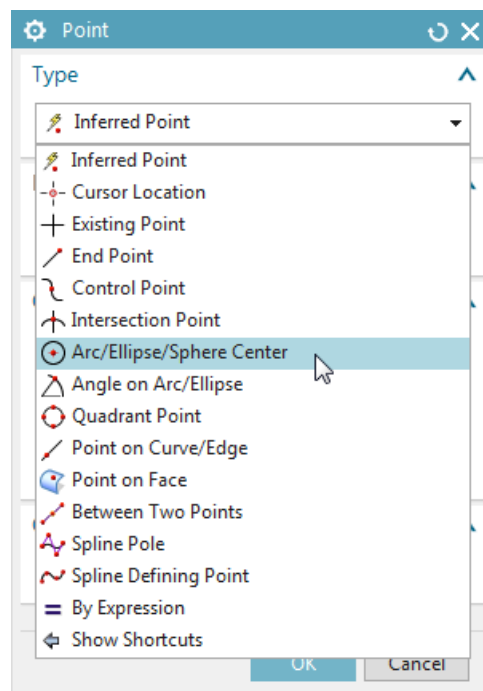 Point
Type
Inferred Point
Inferred Point
Cursor Location
Existing Point
End Point
Control Point
Intersection Point
Arc/Ellipse/Sphere Center
Angle on Arc/Ellipse
Quadrant Point
Point on Curve/Edge
Point on Face
Between Two Points
Spline Pole
Spline Defining Point
By Expression
Show Shortcuts
OK Cancel